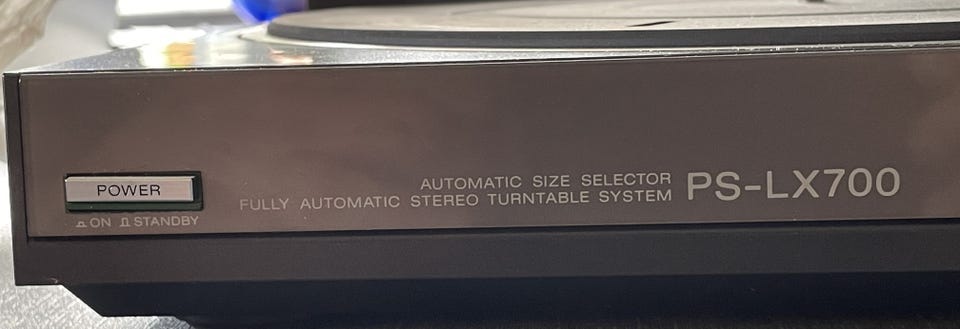 POWER
ON STANDBY
AUTOMATIC SIZE SELECTOR
FULLY AUTOMATIC STEREO TURNTABLE SYSTEM PS-LX700